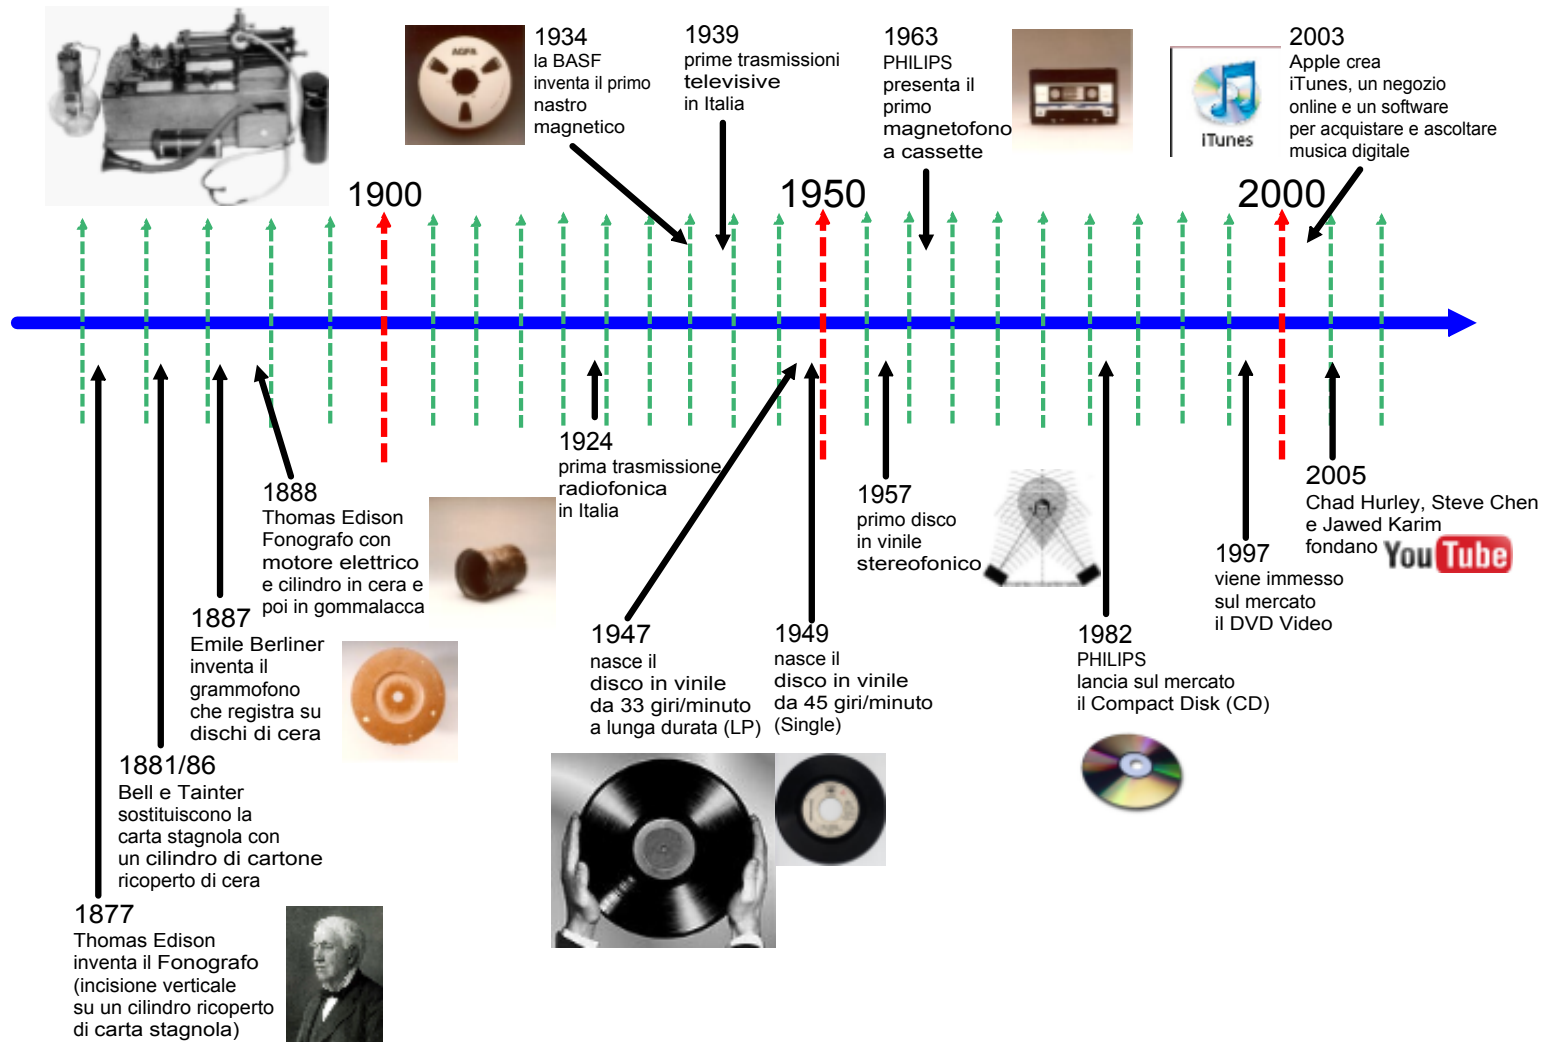 1934
la BASF
inventa il primo
nastro
magnetico
AGFA
1939
prime trasmissioni
televisive
in Italia
1963
PHILIPS
presenta il
primo
magnetofono
a cassette
iTunes
2003
Apple crea
iTunes, un negozio
online e un software
per acquistare e ascoltare
musica digitale
1900
1950
2000
1877
Thomas Edison
inventa il Fonografo
(incisione verticale
su un cilindro ricoperto
di carta stagnola)
1881/86
Bell e Tainter
sostituiscono la
carta stagnola con
un cilindro di cartone
ricoperto di cera
1887
Emile Berliner
inventa il
grammofono
che registra su
dischi di cera
1888
Thomas Edison
Fonografo con
motore elettrico
e cilindro in cera e
poi in gommalacca
1924
prima trasmissione
radiofonica
in Italia
1947
nasce il
disco in vinile
da 33 giri/minuto
a lunga durata (LP)
1949
nasce il
disco in vinile
da 45 giri/minuto
(Single)
1957
primo disco
in vinile
stereofonico
1982
PHILIPS
lancia sul mercato
il Compact Disk (CD)
1997
viene immesso
sul mercato
il DVD Video
2005
Chad Hurley, Steve Chen
e Jawed Karim
fondano YouTube